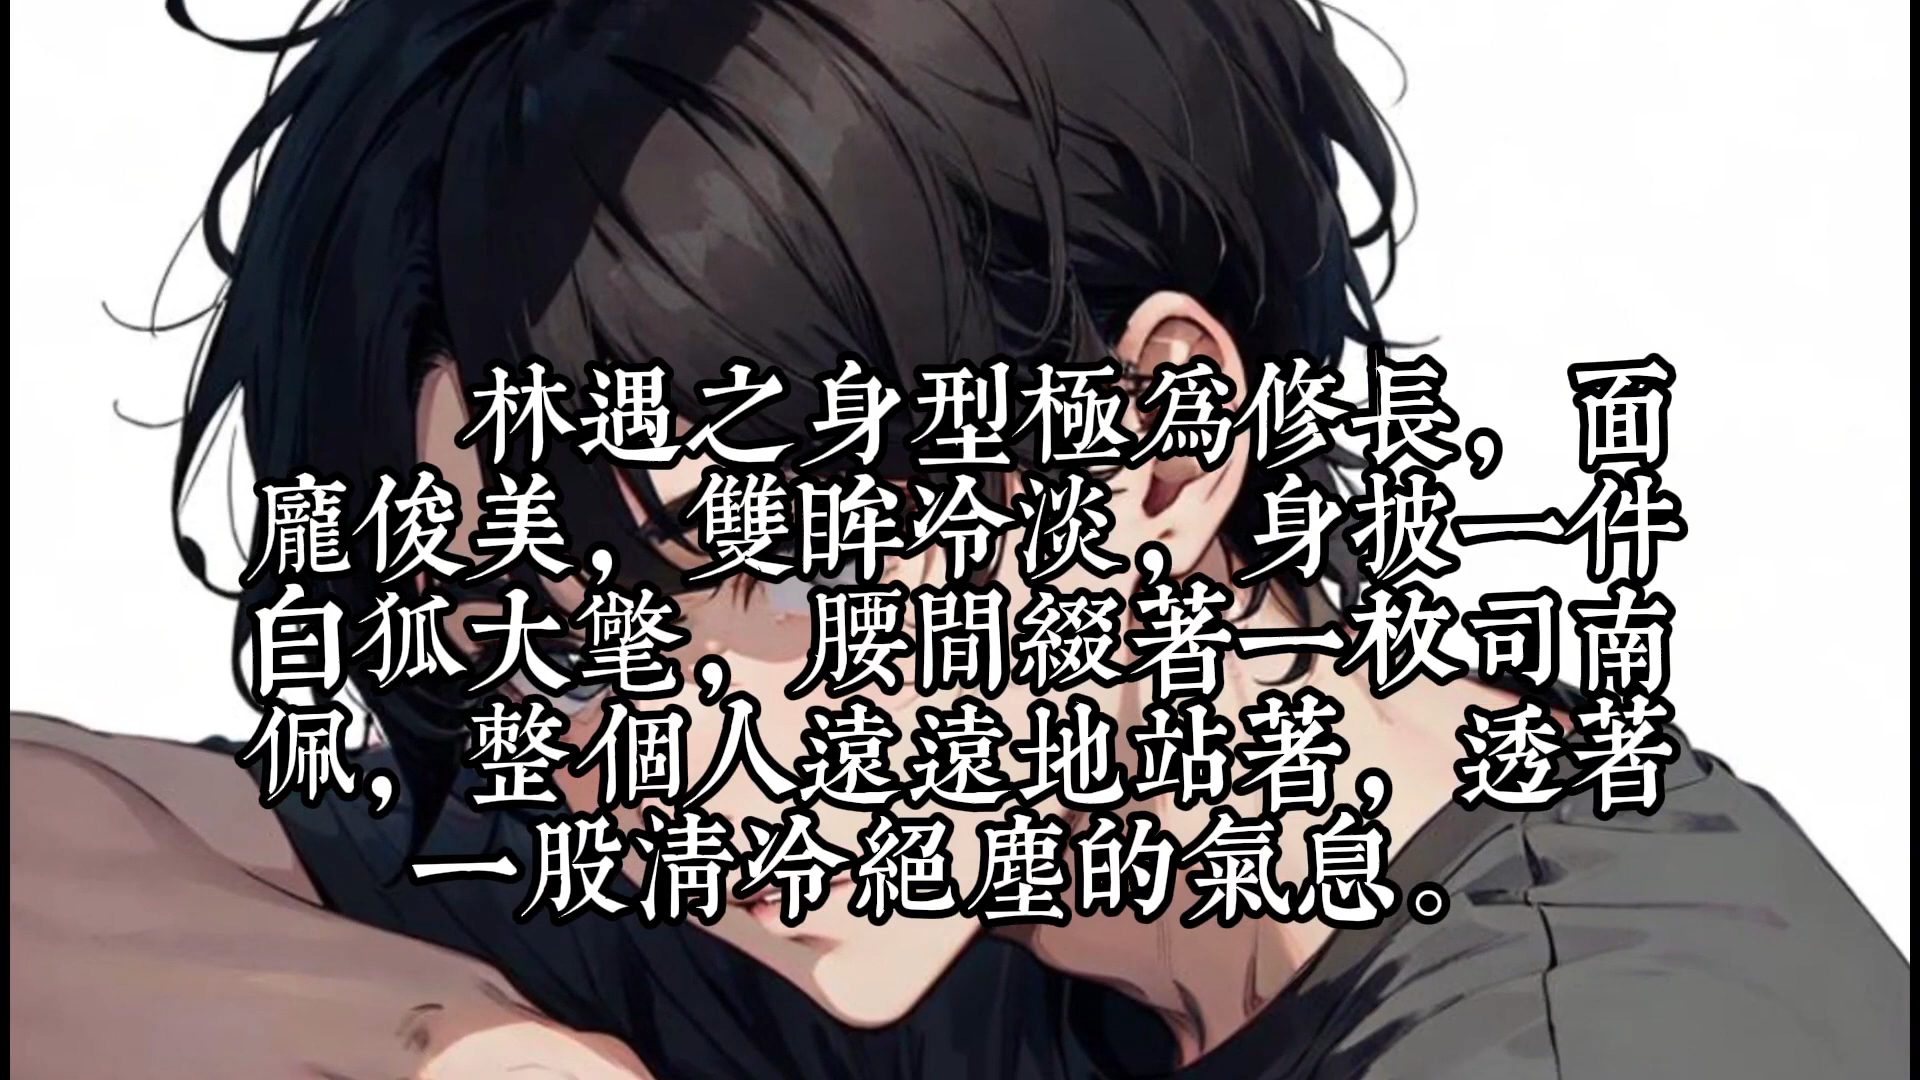 林遇之身型極爲修長，面
龐俊美，雙眸冷淡，身披一件
白狐大氅，腰間綴著一枚司南
佩，整個人遠遠地站著，透著
一股清冷絕塵的氣息。